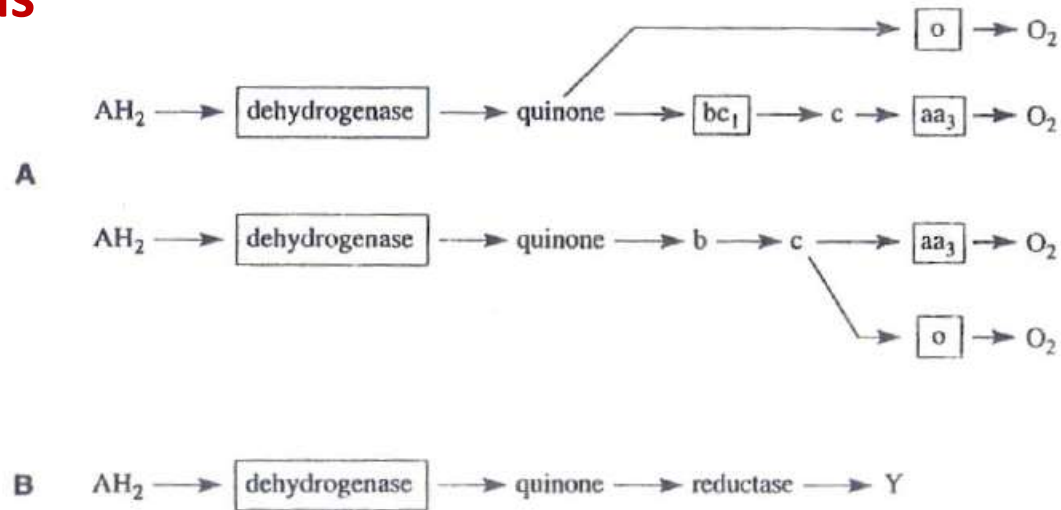 o → O₂
AH₂ → dehydrogenase → quinone → bc₁ → c → aa₃ → O₂
A
AH₂ → dehydrogenase → quinone → b → c → aa₃ → O₂
o → O₂
B AH₂ → dehydrogenase → quinone → reductase → Y